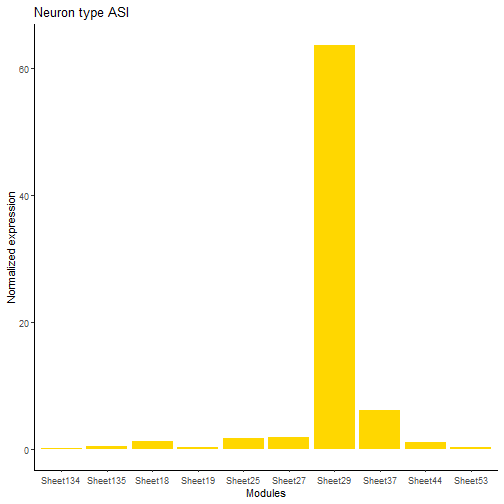 Neuron type ASI
Normalized expression
60
40
20
0
Sheet134 Sheet135 Sheet18 Sheet19 Sheet25 Sheet27 Sheet29 Sheet37 Sheet44 Sheet53
Modules